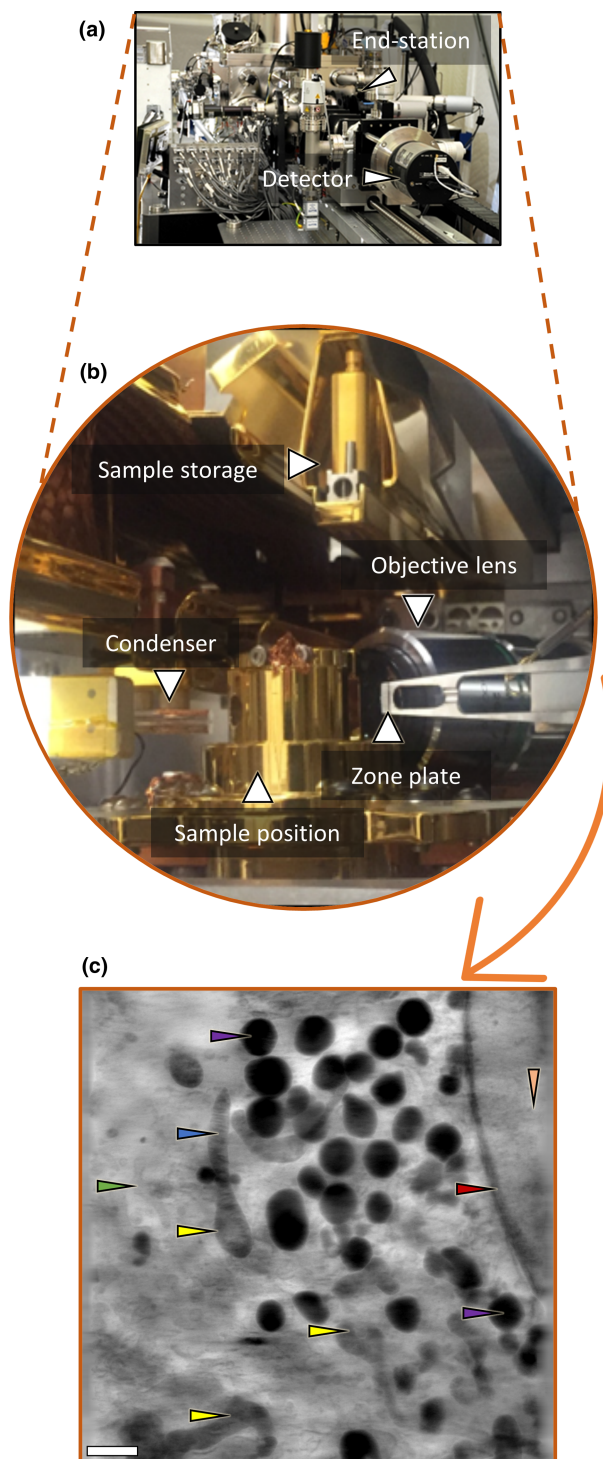 (a)
End-station
Detector
(b)
Sample storage
Objective lens
Condenser
Zone plate
Sample position
(c)